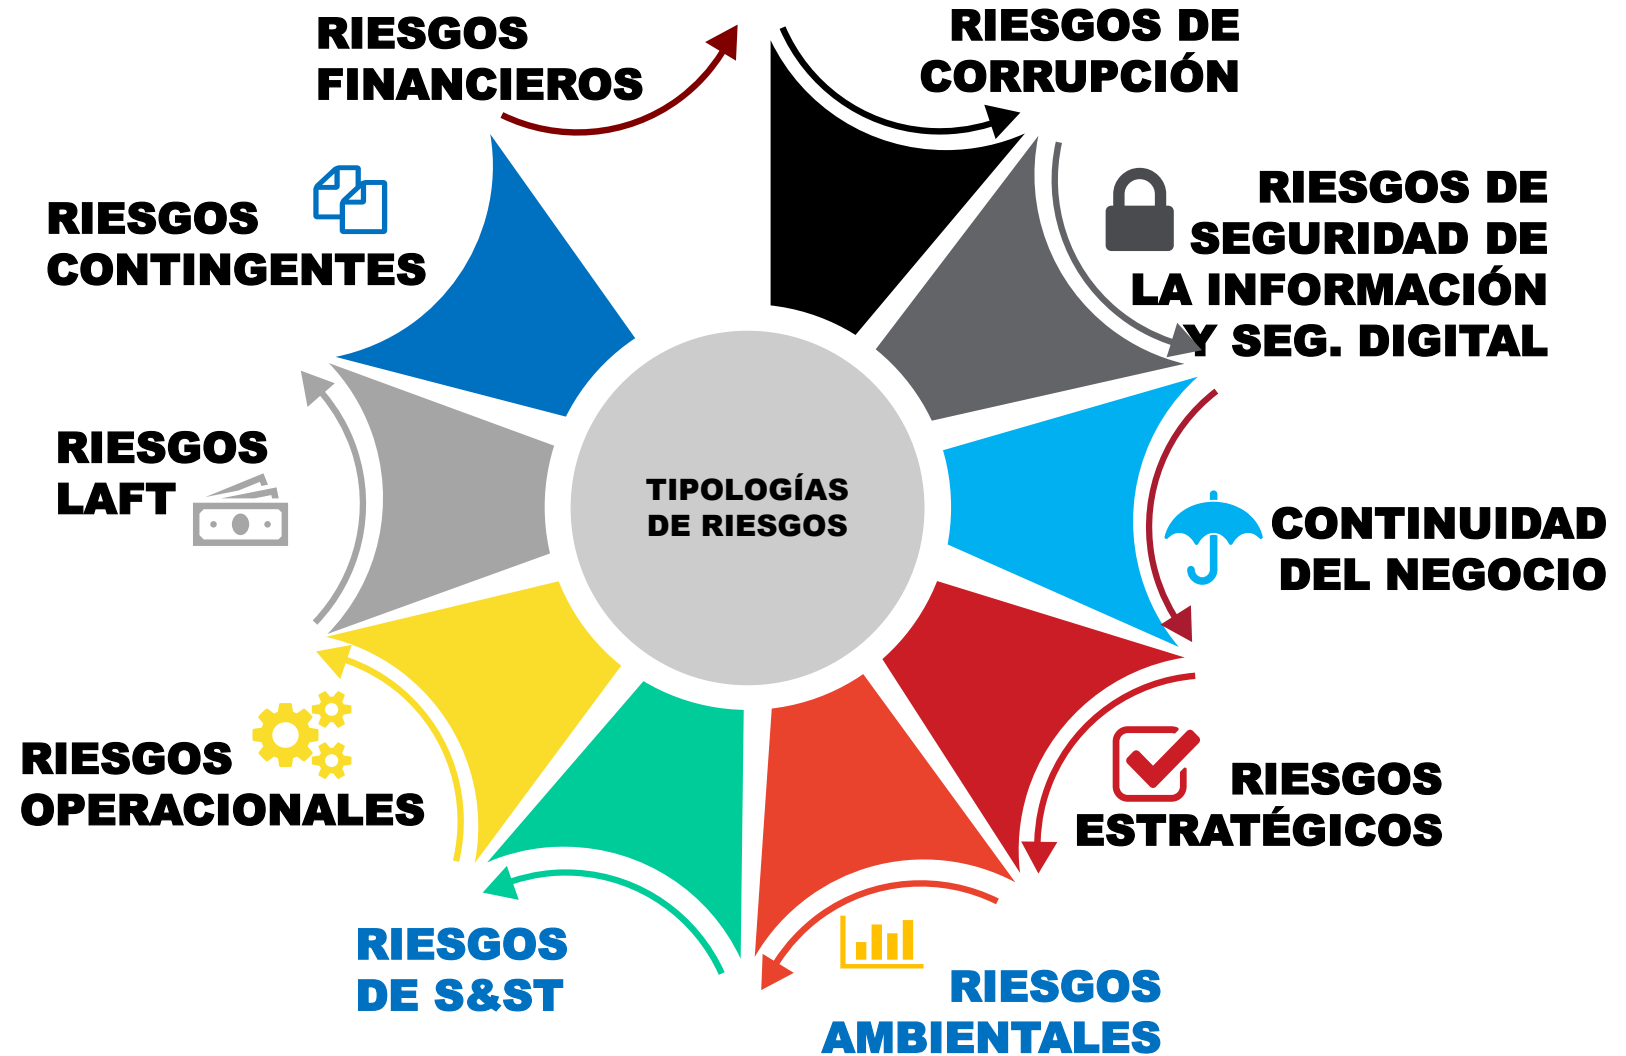 RIESGOS
FINANCIEROS
RIESGOS DE
CORRUPCIÓN
RIESGOS DE
SEGURIDAD DE
LA INFORMACIÓN
Y SEG. DIGITAL
CONTINUIDAD
DEL NEGOCIO
RIESGOS
ESTRATÉGICOS
RIESGOS
AMBIENTALES
RIESGOS
DE S&ST
RIESGOS
OPERACIONALES
RIESGOS
LAFT
RIESGOS
CONTINGENTES
TIPOLOGÍAS
DE RIESGOS